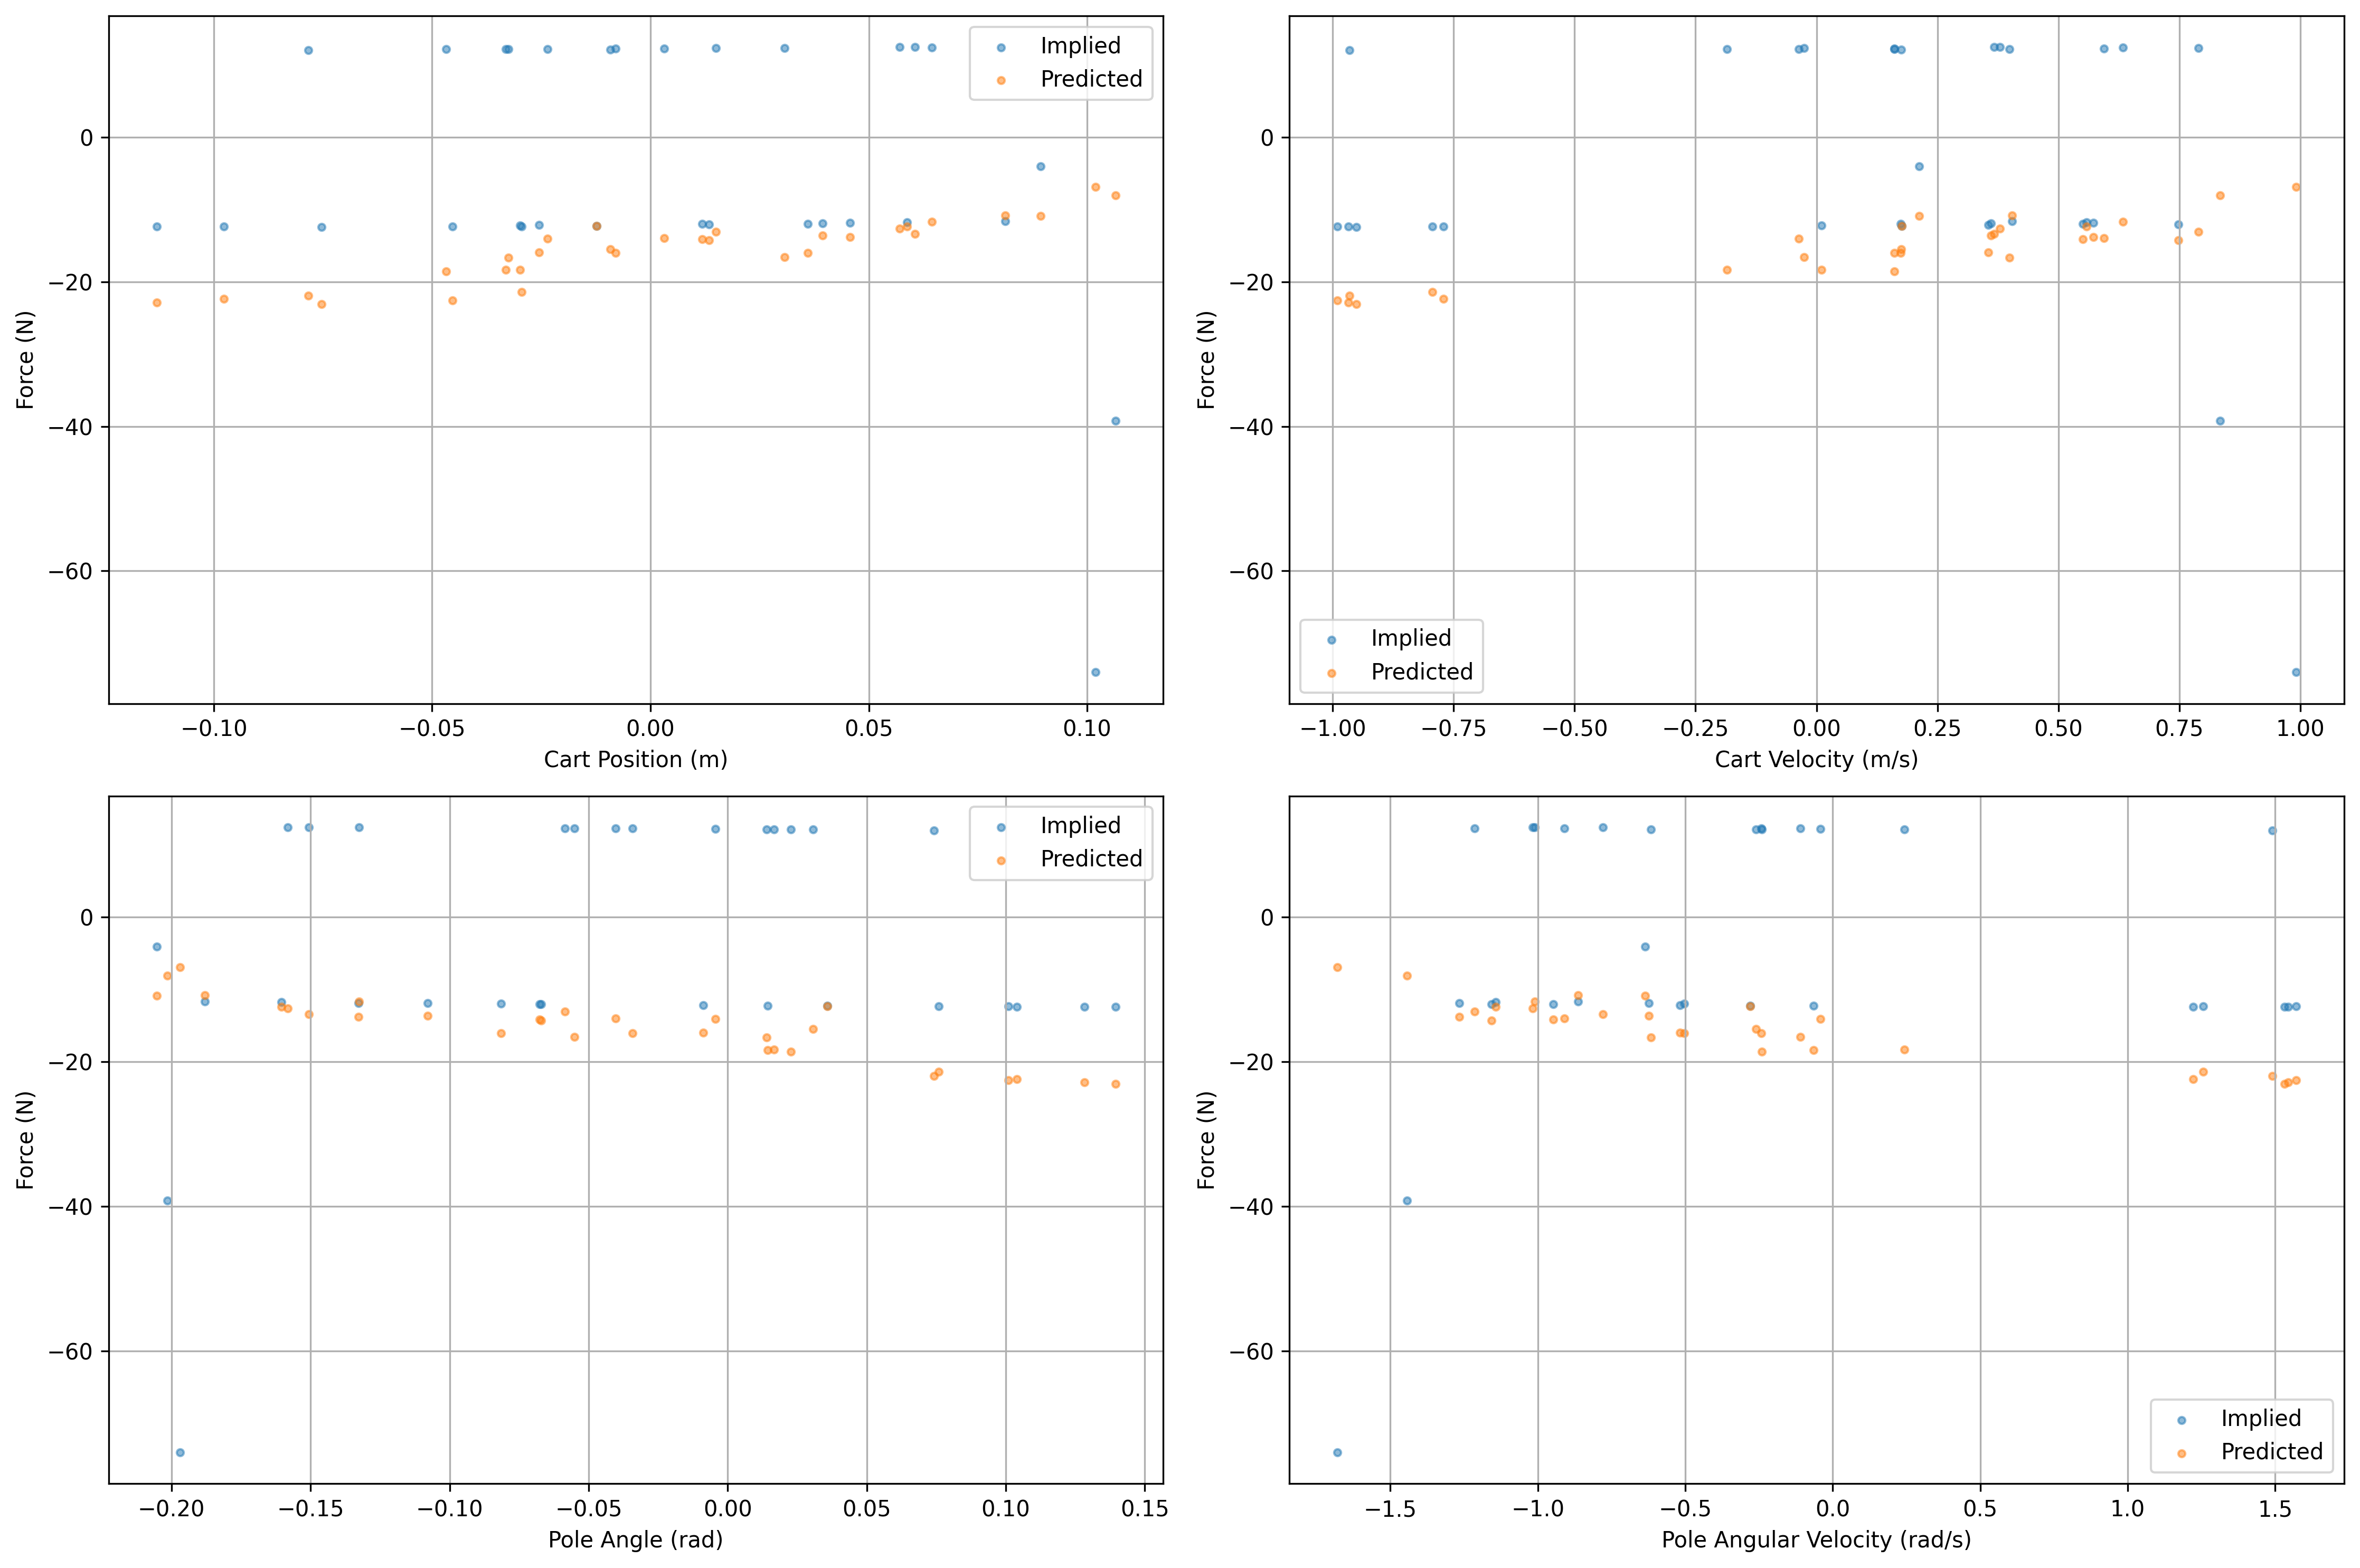 Force (N)
0
−20
−40
−60
Implied
Predicted
−0.10 −0.05 0.00 0.05 0.10
Cart Position (m)
Force (N)
0
−20
−40
−60
Implied
Predicted
−1.00 −0.75 −0.50 −0.25 0.00 0.25 0.50 0.75 1.00
Cart Velocity (m/s)
Force (N)
0
−20
−40
−60
Implied
Predicted
−0.20 −0.15 −0.10 −0.05 0.00 0.05 0.10 0.15
Pole Angle (rad)
Force (N)
0
−20
−40
−60
Implied
Predicted
−1.5 −1.0 −0.5 0.0 0.5 1.0 1.5
Pole Angular Velocity (rad/s)